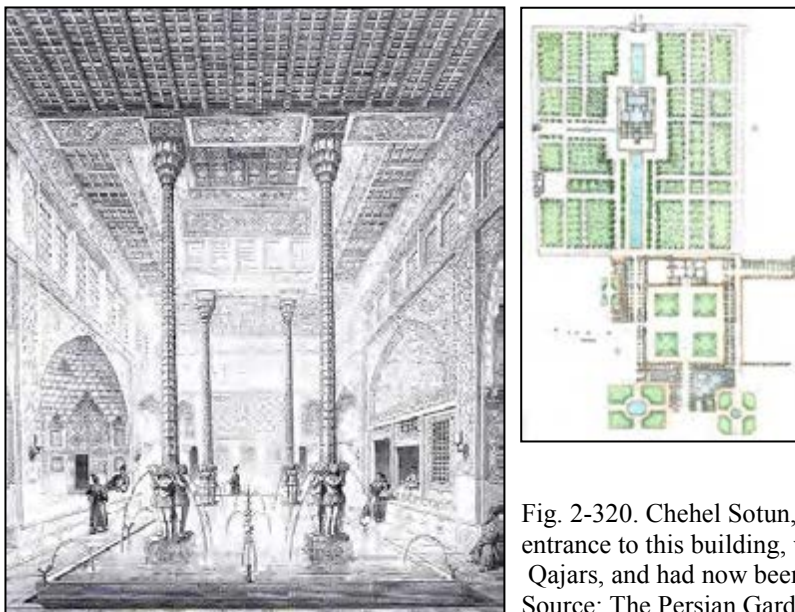 Fig. 2-320. Chehel Sotun,
entrance to this building,
Qajars, and had now been
Source: The Persian Gard